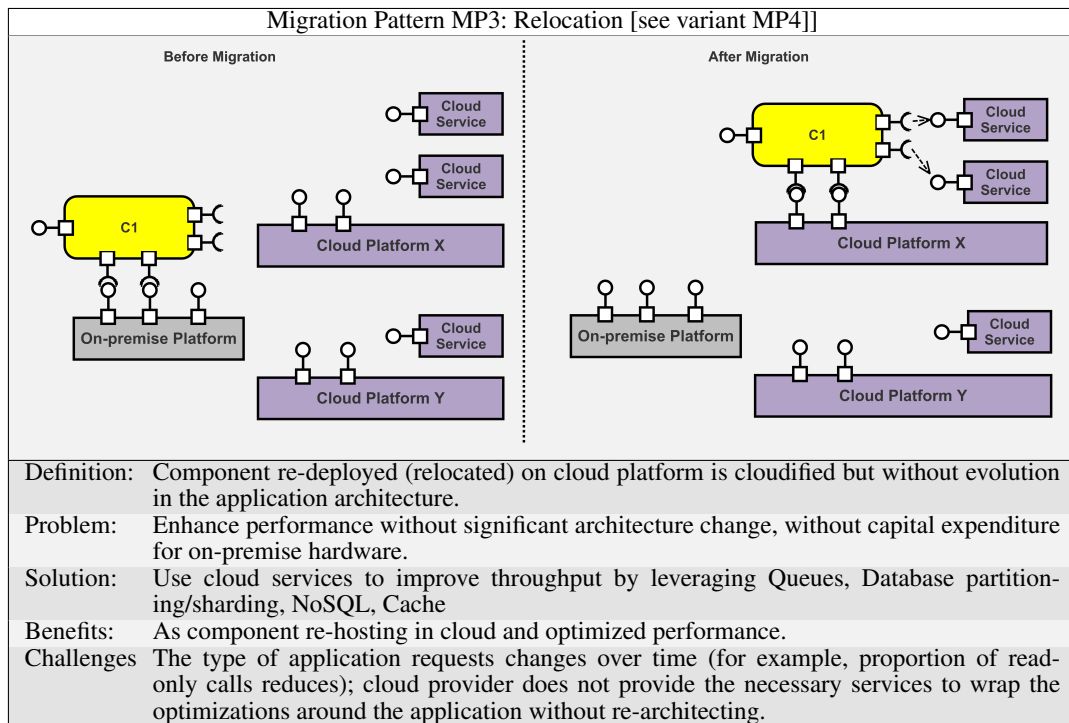 Migration Pattern MP3: Relocation [see variant MP4]]
Before Migration
After Migration
Cloud
Service
Cloud
Service
C1
Cloud Platform X
On-premise Platform
Cloud
Service
Cloud Platform Y
C1
Cloud
Service
Cloud
Service
Cloud Platform X
On-premise Platform
Cloud
Service
Cloud Platform Y
Definition: Component re-deployed (relocated) on cloud platform is cloudified but without evolution
in the application architecture.
Problem: Enhance performance without significant architecture change, without capital expenditure
for on-premise hardware.
Solution: Use cloud services to improve throughput by leveraging Queues, Database partition-
ing/sharding, NoSQL, Cache
Benefits: As component re-hosting in cloud and optimized performance.
Challenges The type of application requests changes over time (for example, proportion of read-
only calls reduces); cloud provider does not provide the necessary services to wrap the
optimizations around the application without re-architecting.